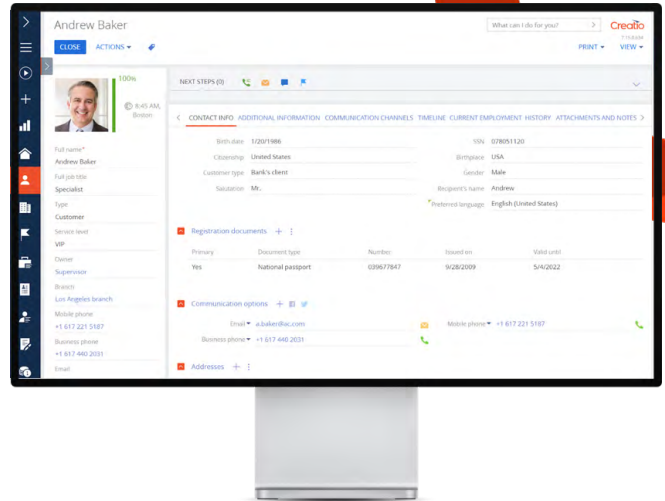 Andrew Baker
What can I do for you?
Creatio
CLOSE
ACTIONS
PRINT
VIEW
100%
8:45 AM,
Boston
Full name*
Andrew Baker
Full job title
Specialist
Type
Customer
Service level
VIP
Owner
Supervisor
Branch
Los Angeles branch
Mobile phone
+1 617 221 5187
Business phone
+1 617 440 2031
Email
NEXT STEPS (0)
CONTACT INFO ADDITIONAL INFORMATION COMMUNICATION CHANNELS TIMELINE CURRENT EMPLOYMENT HISTORY ATTACHMENTS AND NOTES
Birth date 1/20/1986 SSN 078051120
Citizenship United States Birthplace USA
Customer type Bank's client Gender Male
Salutation Mr. Recipient's name Andrew
*Preferred language English (United States)
Registration documents
Primary Document type Number Issued on Valid until
Yes National passport 039677847 9/28/2009 5/4/2022
Communication options
Email a.baker@ac.com Mobile phone +1 617 221 5187
Business phone +1 617 440 2031
Addresses